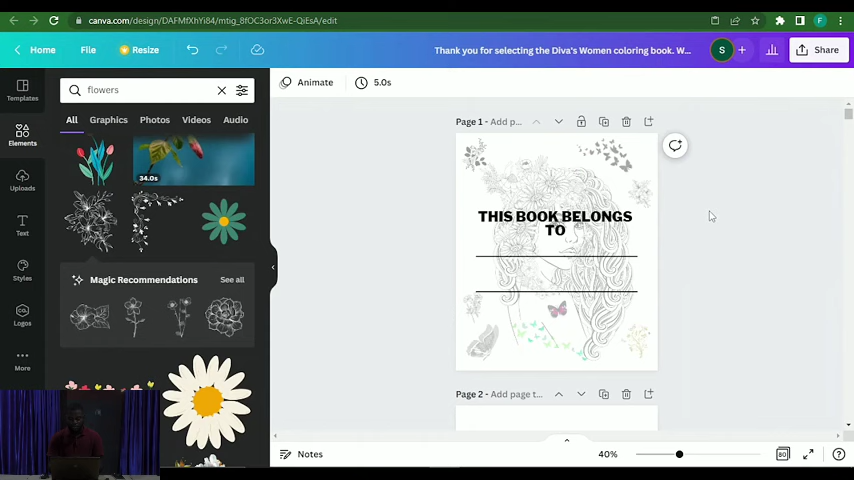 canva.com/design/DAFMfXhYi84/mtig_8fOC3or3XwE-QiEsA/edit
F
Home
File
Resize
Thank you for selecting the Diva's Women coloring book. W...
S
Share
Templates
Elements
Uploads
Text
Styles
Logos
More
flowers
All
Graphics
Photos
Videos
Audio
34.0s
Magic Recommendations
See all
Animate
5.0s
Page 1 - Add p...
THIS BOOK BELONGS
TO
Page 2 - Add page t...
Notes
40%
80